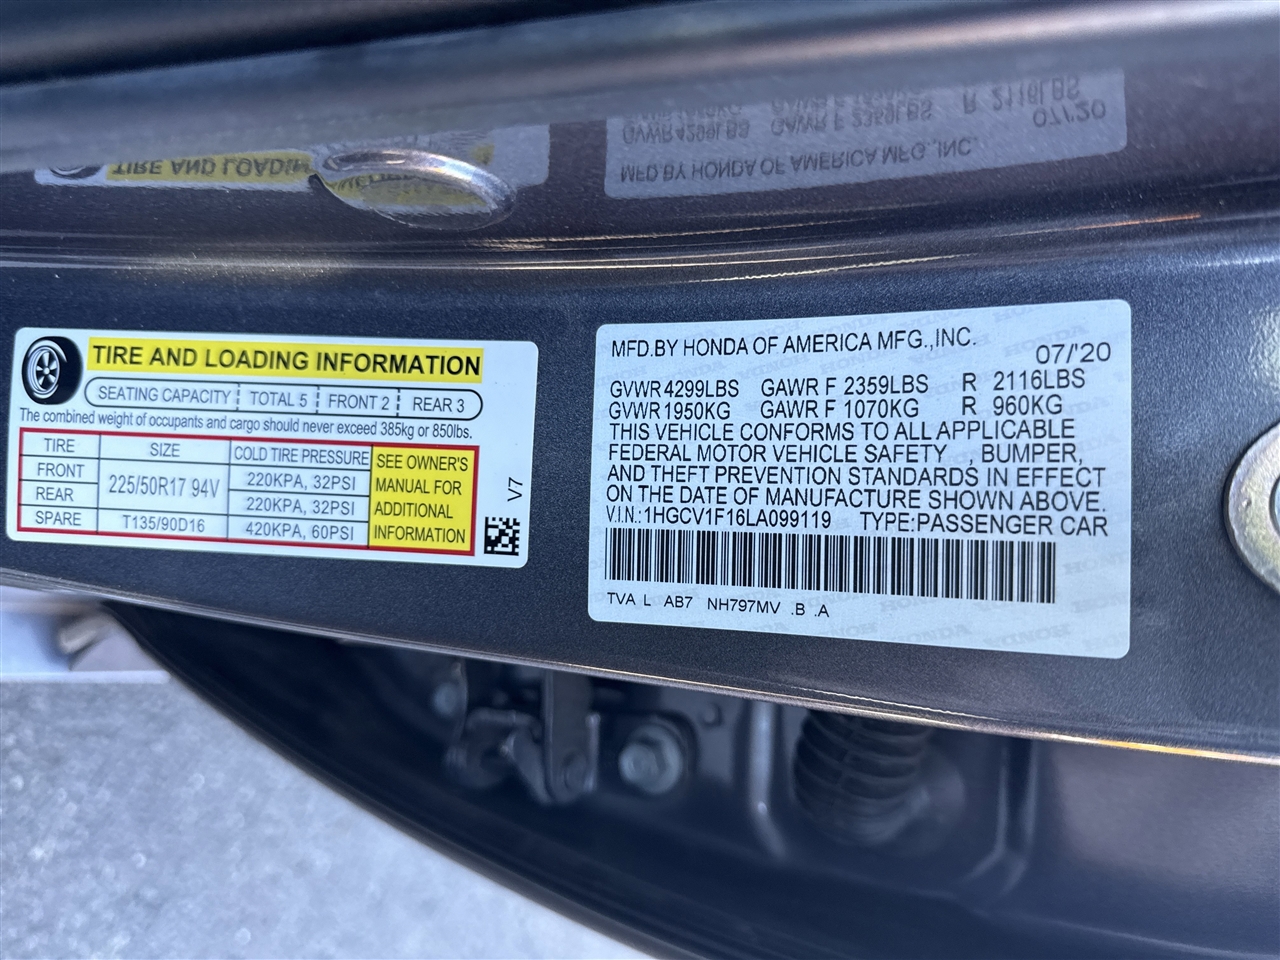 TIRE AND LOADING INFORMATION
SEATING CAPACITY TOTAL 5 FRONT 2 REAR 3
The combined weight of occupants and cargo should never exceed 385kg or 850lbs.
TIRE SIZE COLD TIRE PRESSURE
FRONT 225/50R17 94V 220KPA, 32PSI
REAR 220KPA, 32PSI
SPARE T135/90D16 420KPA, 60PSI
SEE OWNER'S
MANUAL FOR
ADDITIONAL
INFORMATION
V7
MFD.BY HONDA OF AMERICA MFG.,INC.
07/'20
GVWR 4299LBS GAWR F 2359LBS R 2116LBS
GVWR 1950KG GAWR F 1070KG R 960KG
THIS VEHICLE CONFORMS TO ALL APPLICABLE
FEDERAL MOTOR VEHICLE SAFETY , BUMPER,
AND THEFT PREVENTION STANDARDS IN EFFECT
ON THE DATE OF MANUFACTURE SHOWN ABOVE.
V.I.N.:1HGCV1F16LA099119 TYPE:PASSENGER CAR
TVA L AB7 NH797MV .B .A